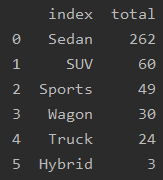 index total
0 Sedan 262
1 SUV 60
2 Sports 49
3 Wagon 30
4 Truck 24
5 Hybrid 3